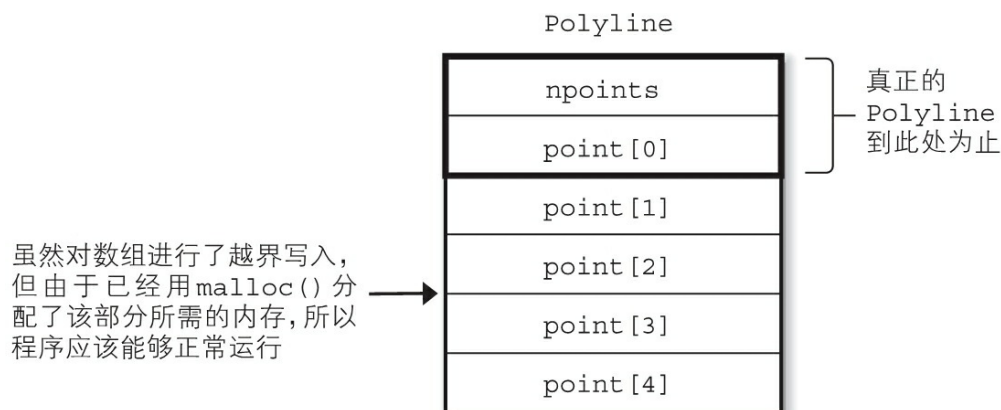 Polyline
npoints
point[0]
point[1]
point[2]
point[3]
point[4]
真正的
Polyline
到此处为止
虽然对数组进行了越界写入，
但由于已经用malloc()分
配了该部分所需的内存，所以
程序应该能够正常运行